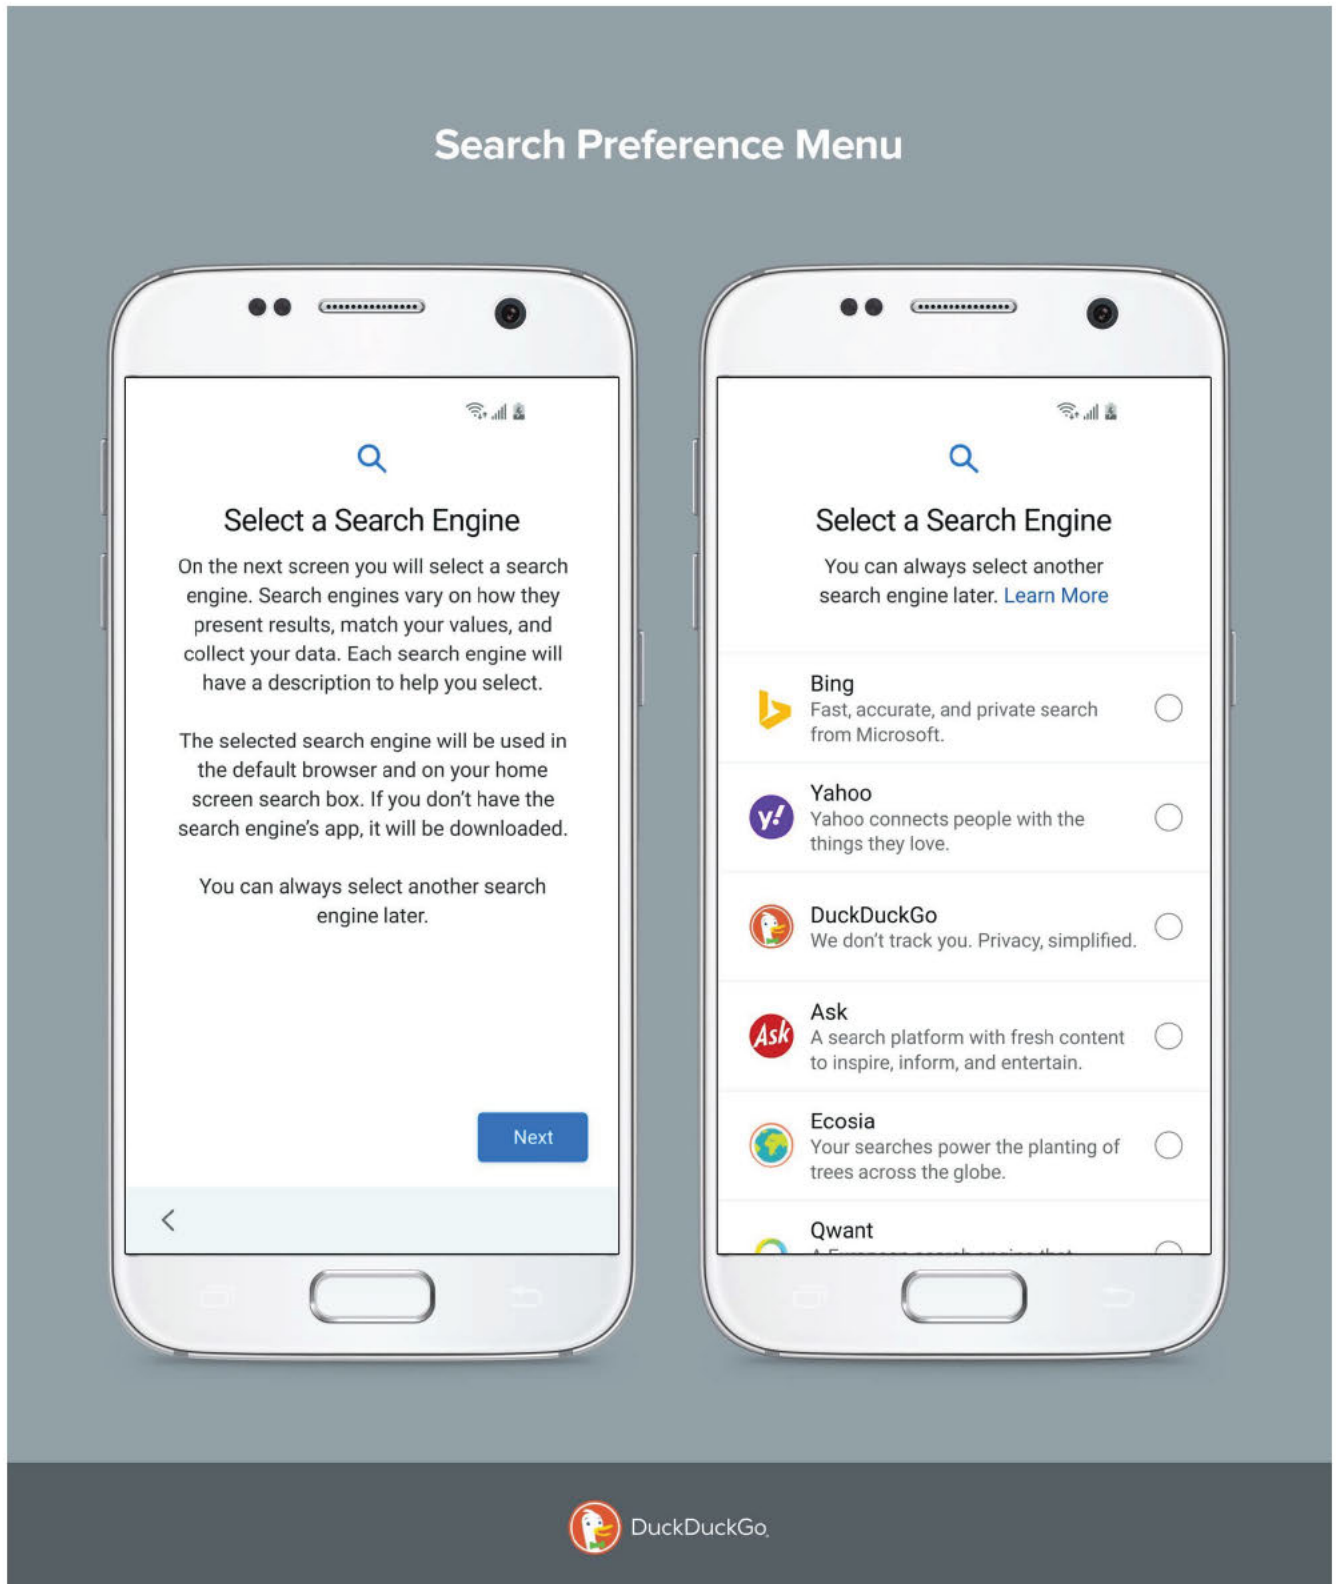 Search Preference Menu
Select a Search Engine
On the next screen you will select a search
engine. Search engines vary on how they
present results, match your values, and
collect your data. Each search engine will
have a description to help you select.
The selected search engine will be used in
the default browser and on your home
screen search box. If you don't have the
search engine's app, it will be downloaded.
You can always select another search
engine later.
Next
Select a Search Engine
You can always select another
search engine later. Learn More
Bing
Fast, accurate, and private search
from Microsoft.
y!
Yahoo
Yahoo connects people with the
things they love.
DuckDuckGo
We don't track you. Privacy, simplified.
Ask
Ask
A search platform with fresh content
to inspire, inform, and entertain.
Ecosia
Your searches power the planting of
trees across the globe.
Qwant
A European search engine that
DuckDuckGo